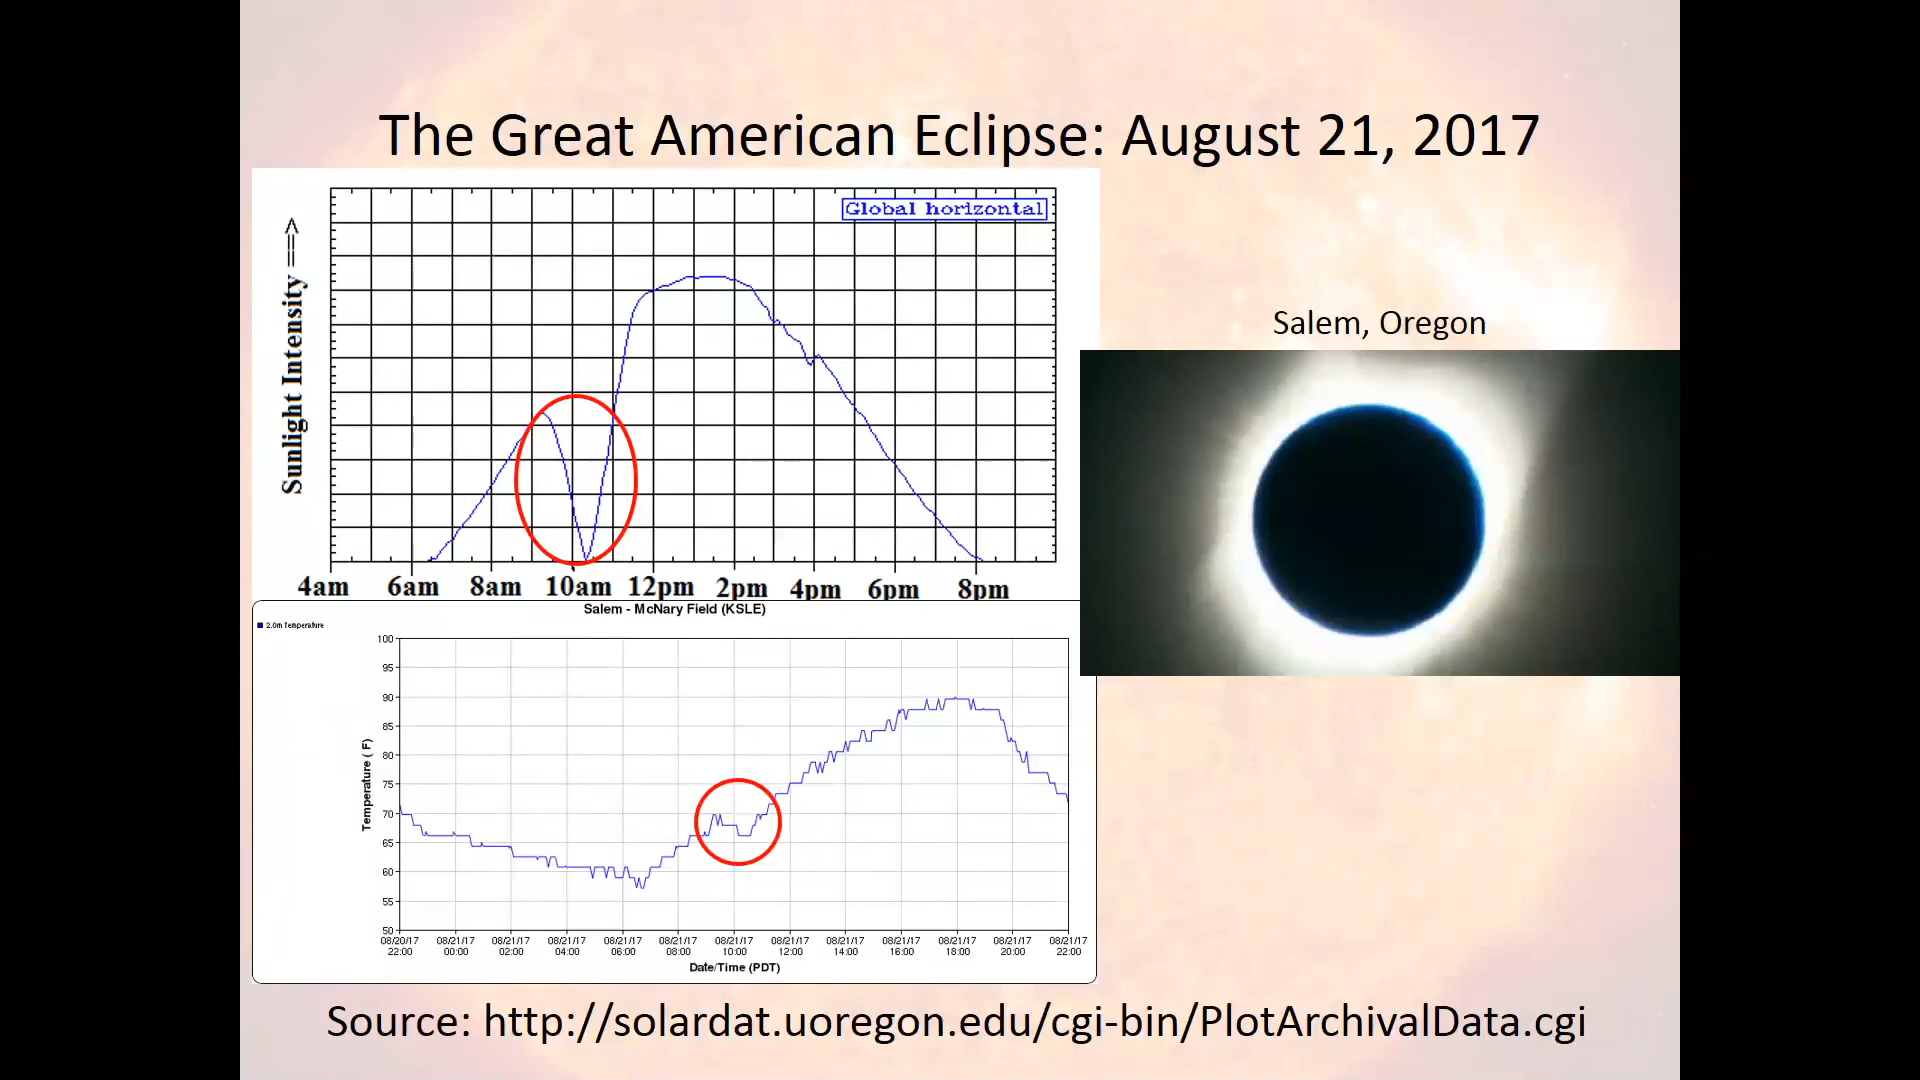 The Great American Eclipse: August 21, 2017
Global horizontal
Sunlight Intensity ==>
4am 6am 8am 10am 12pm 2pm 4pm 6pm 8pm
Salem, Oregon
Salem - McNary Field (KSLE)
2.0m Temperature
Temperature ( F)
100
95
90
85
80
75
70
65
60
55
50
08/20/17 08/21/17 08/21/17 08/21/17 08/21/17 08/21/17 08/21/17 08/21/17 08/21/17 08/21/17 08/21/17 08/21/17 08/21/17
22:00 00:00 02:00 04:00 06:00 08:00 10:00 12:00 14:00 16:00 18:00 20:00 22:00
Date/Time (PDT)
Source: http://solardat.uoregon.edu/cgi-bin/PlotArchivalData.cgi